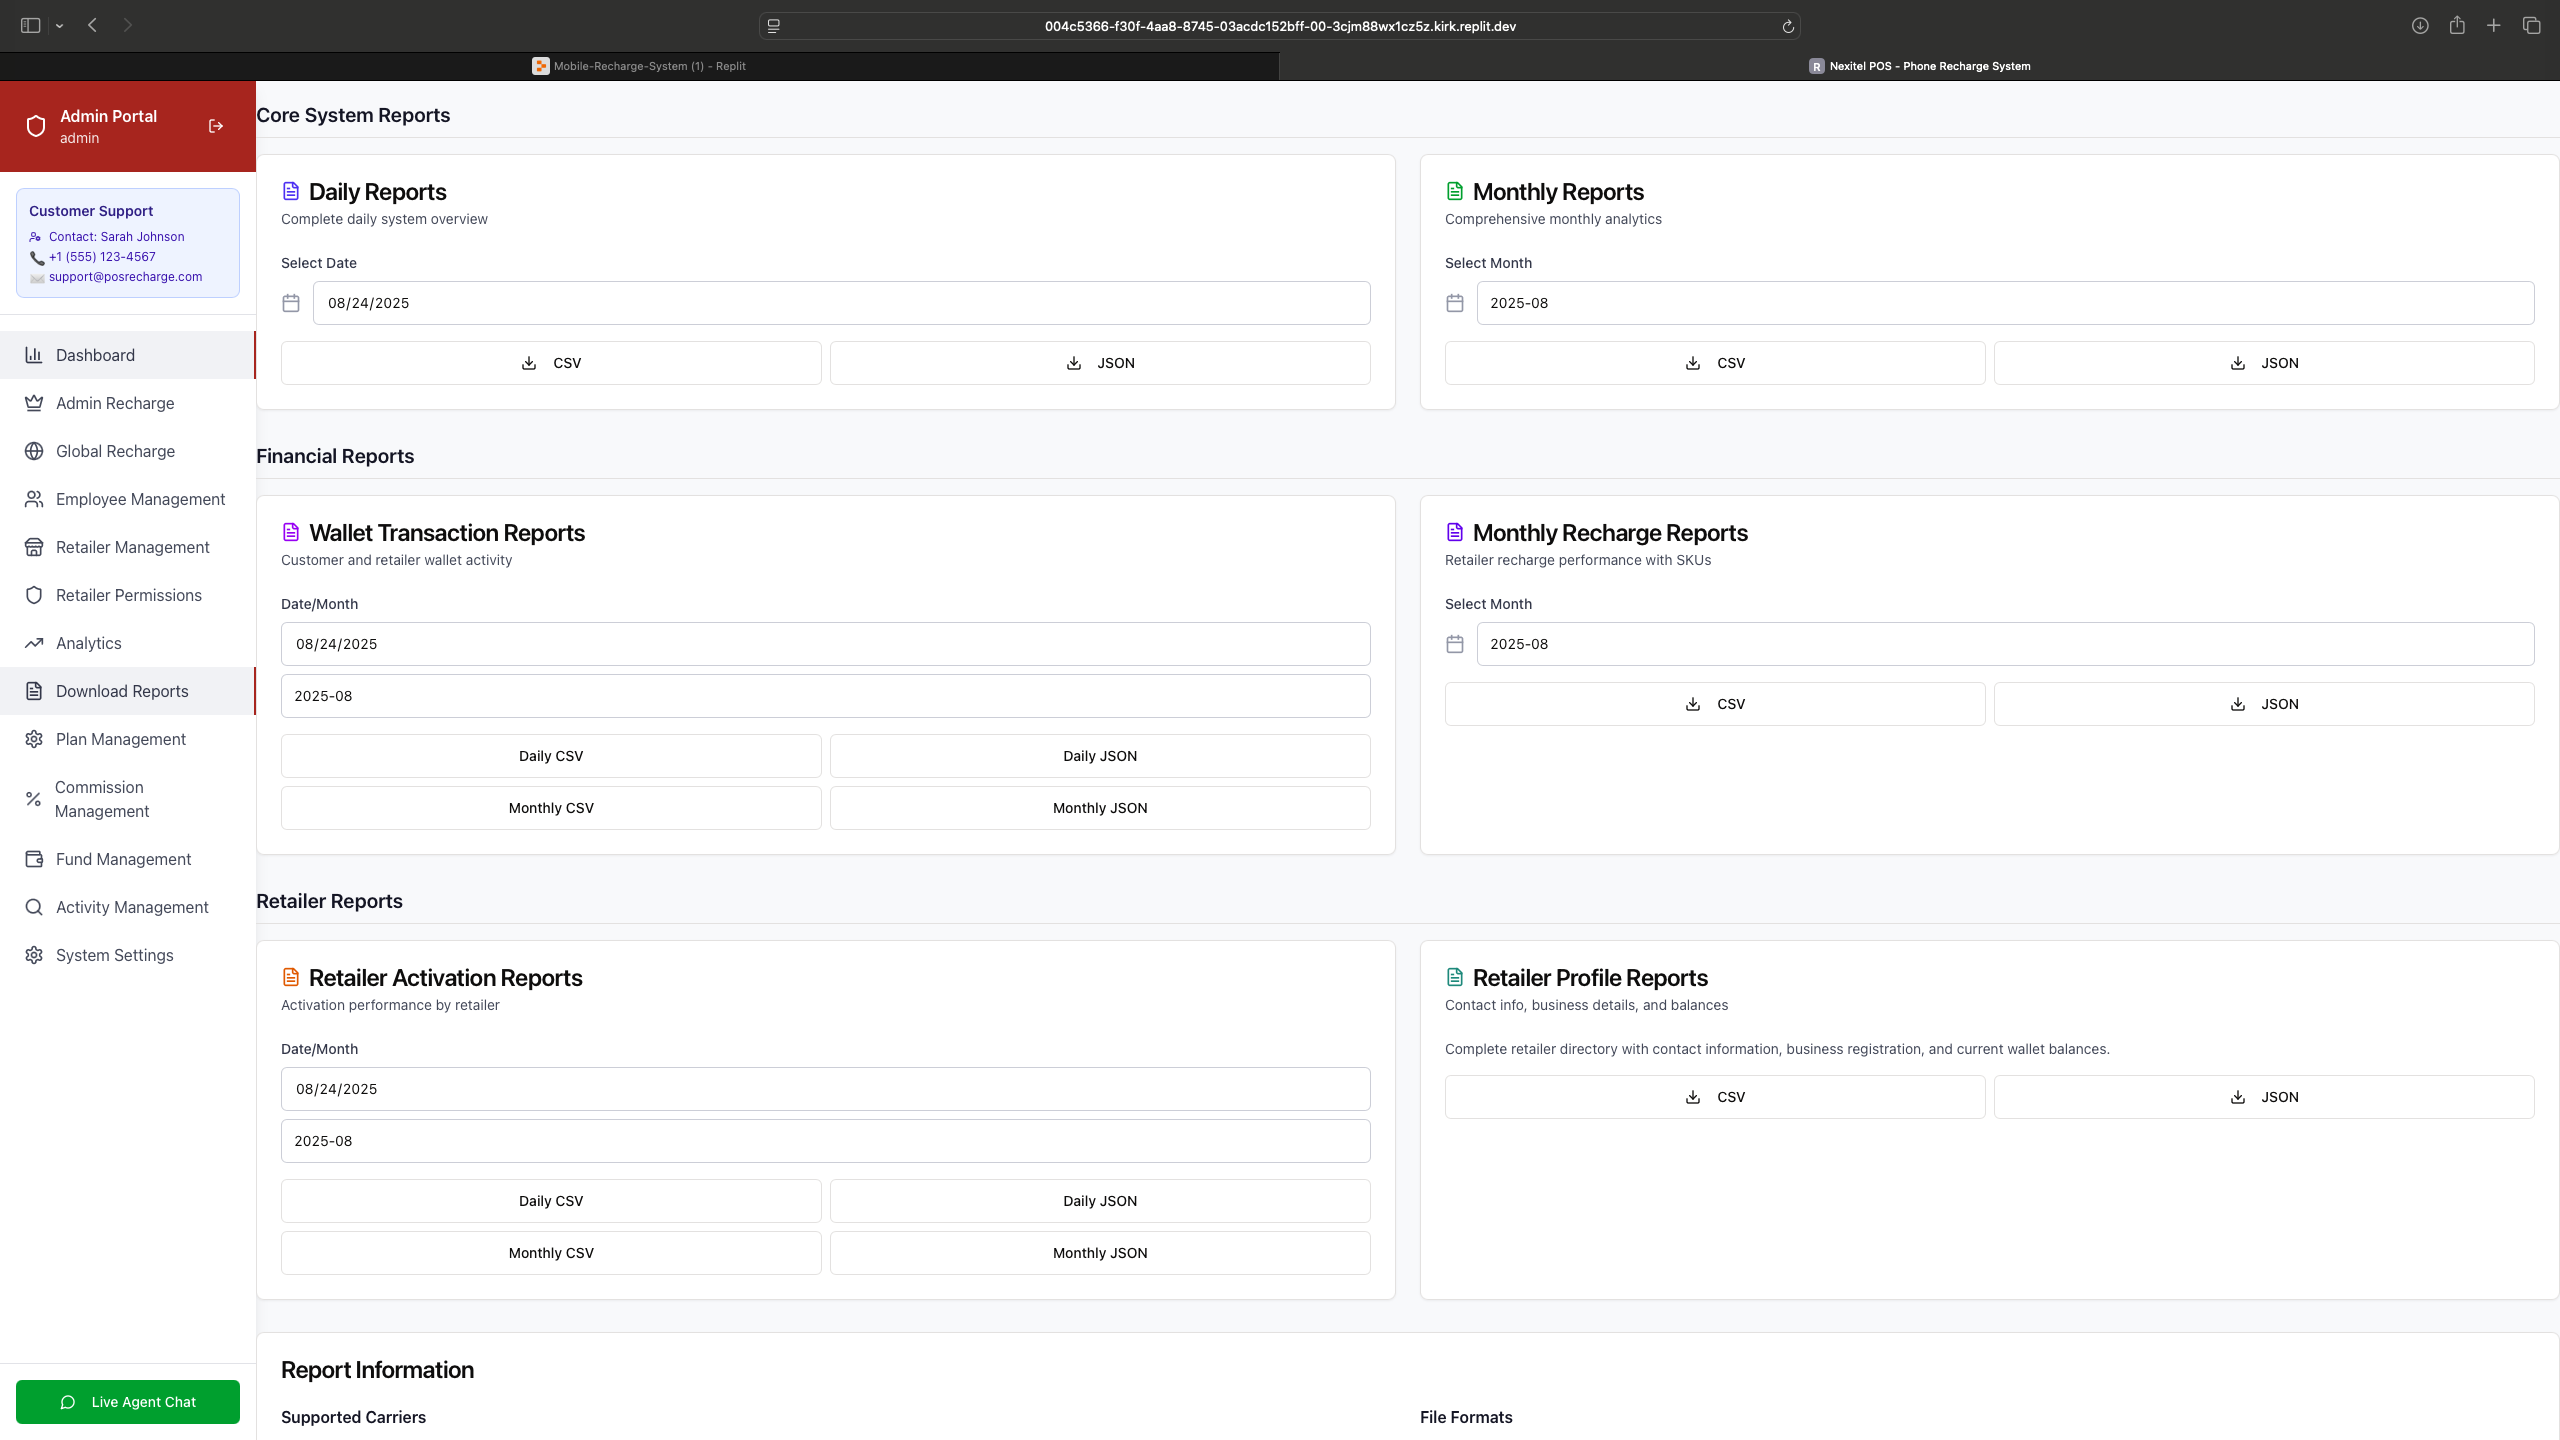 004c5366-f30f-4aa8-8745-03acdc152bff-00-3cjm88wx1cz5z.kirk.replit.dev
Mobile-Recharge-System (1) - Replit
R Nexitel POS - Phone Recharge System
Admin Portal
admin
Customer Support
Contact: Sarah Johnson
+1 (555) 123-4567
support@posrecharge.com
Dashboard
Admin Recharge
Global Recharge
Employee Management
Retailer Management
Retailer Permissions
Analytics
Download Reports
Plan Management
Commission
Management
Fund Management
Activity Management
System Settings
Live Agent Chat
Core System Reports
Daily Reports
Complete daily system overview
Select Date
08/24/2025
CSV
JSON
Monthly Reports
Comprehensive monthly analytics
Select Month
2025-08
CSV
JSON
Financial Reports
Wallet Transaction Reports
Customer and retailer wallet activity
Date/Month
08/24/2025
2025-08
Daily CSV
Daily JSON
Monthly CSV
Monthly JSON
Monthly Recharge Reports
Retailer recharge performance with SKUs
Select Month
2025-08
CSV
JSON
Retailer Reports
Retailer Activation Reports
Activation performance by retailer
Date/Month
08/24/2025
2025-08
Daily CSV
Daily JSON
Monthly CSV
Monthly JSON
Retailer Profile Reports
Contact info, business details, and balances
Complete retailer directory with contact information, business registration, and current wallet balances.
CSV
JSON
Report Information
Supported Carriers
File Formats